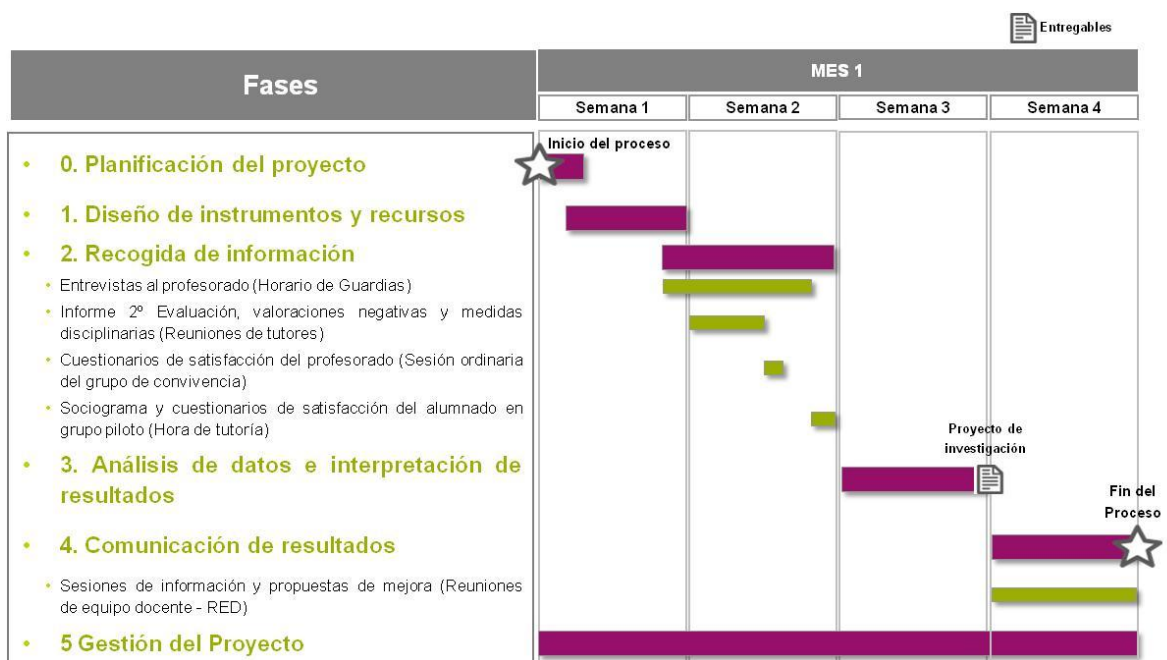 Entregables
Fases
MES 1
Semana 1
Semana 2
Semana 3
Semana 4
Inicio del proceso
• 0. Planificación del proyecto
• 1. Diseño de instrumentos y recursos
• 2. Recogida de información
• Entrevistas al profesorado (Horario de Guardias)
• Informe 2º Evaluación, valoraciones negativas y medidas
disciplinarias (Reuniones de tutores)
• Cuestionarios de satisfacción del profesorado (Sesión ordinaria
del grupo de convivencia)
• Sociograma y cuestionarios de satisfacción del alumnado en
grupo piloto (Hora de tutoría)
Proyecto de
investigación
• 3. Análisis de datos e interpretación de
resultados
Fin del
Proceso
• 4. Comunicación de resultados
• Sesiones de información y propuestas de mejora (Reuniones
de equipo docente - RED)
• 5 Gestión del Proyecto